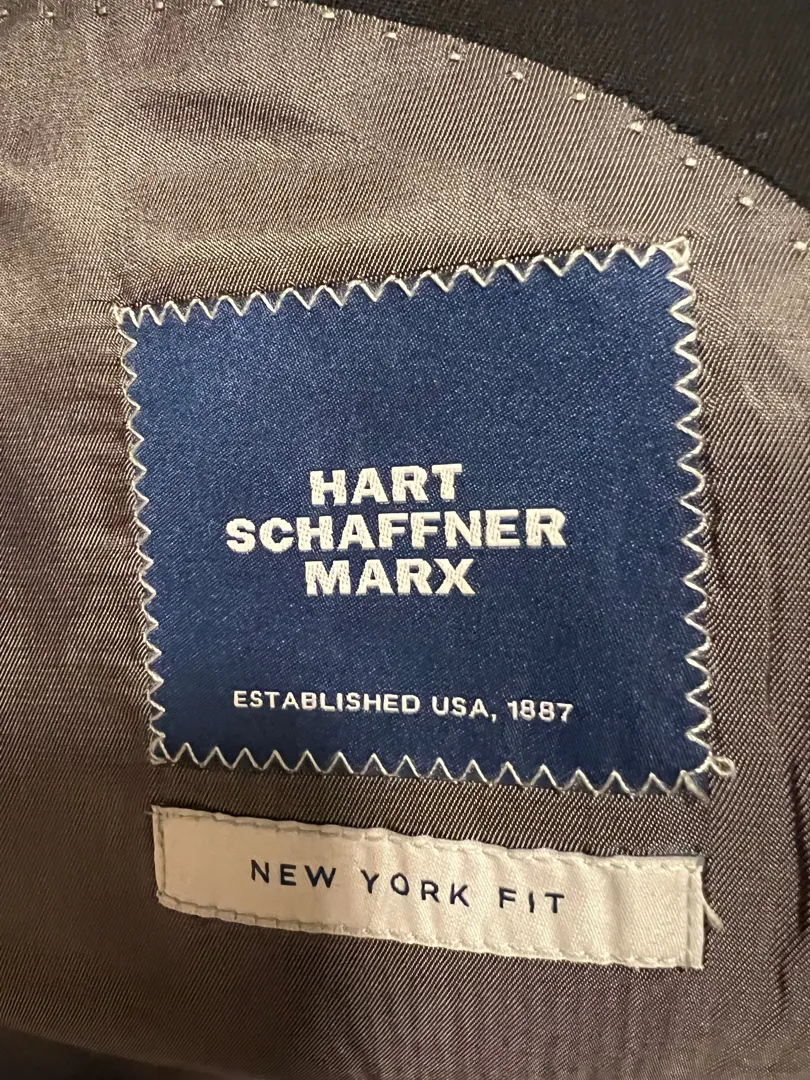 HART
SCHAFFNER
MARX
ESTABLISHED USA, 1887
NEW YORK FIT